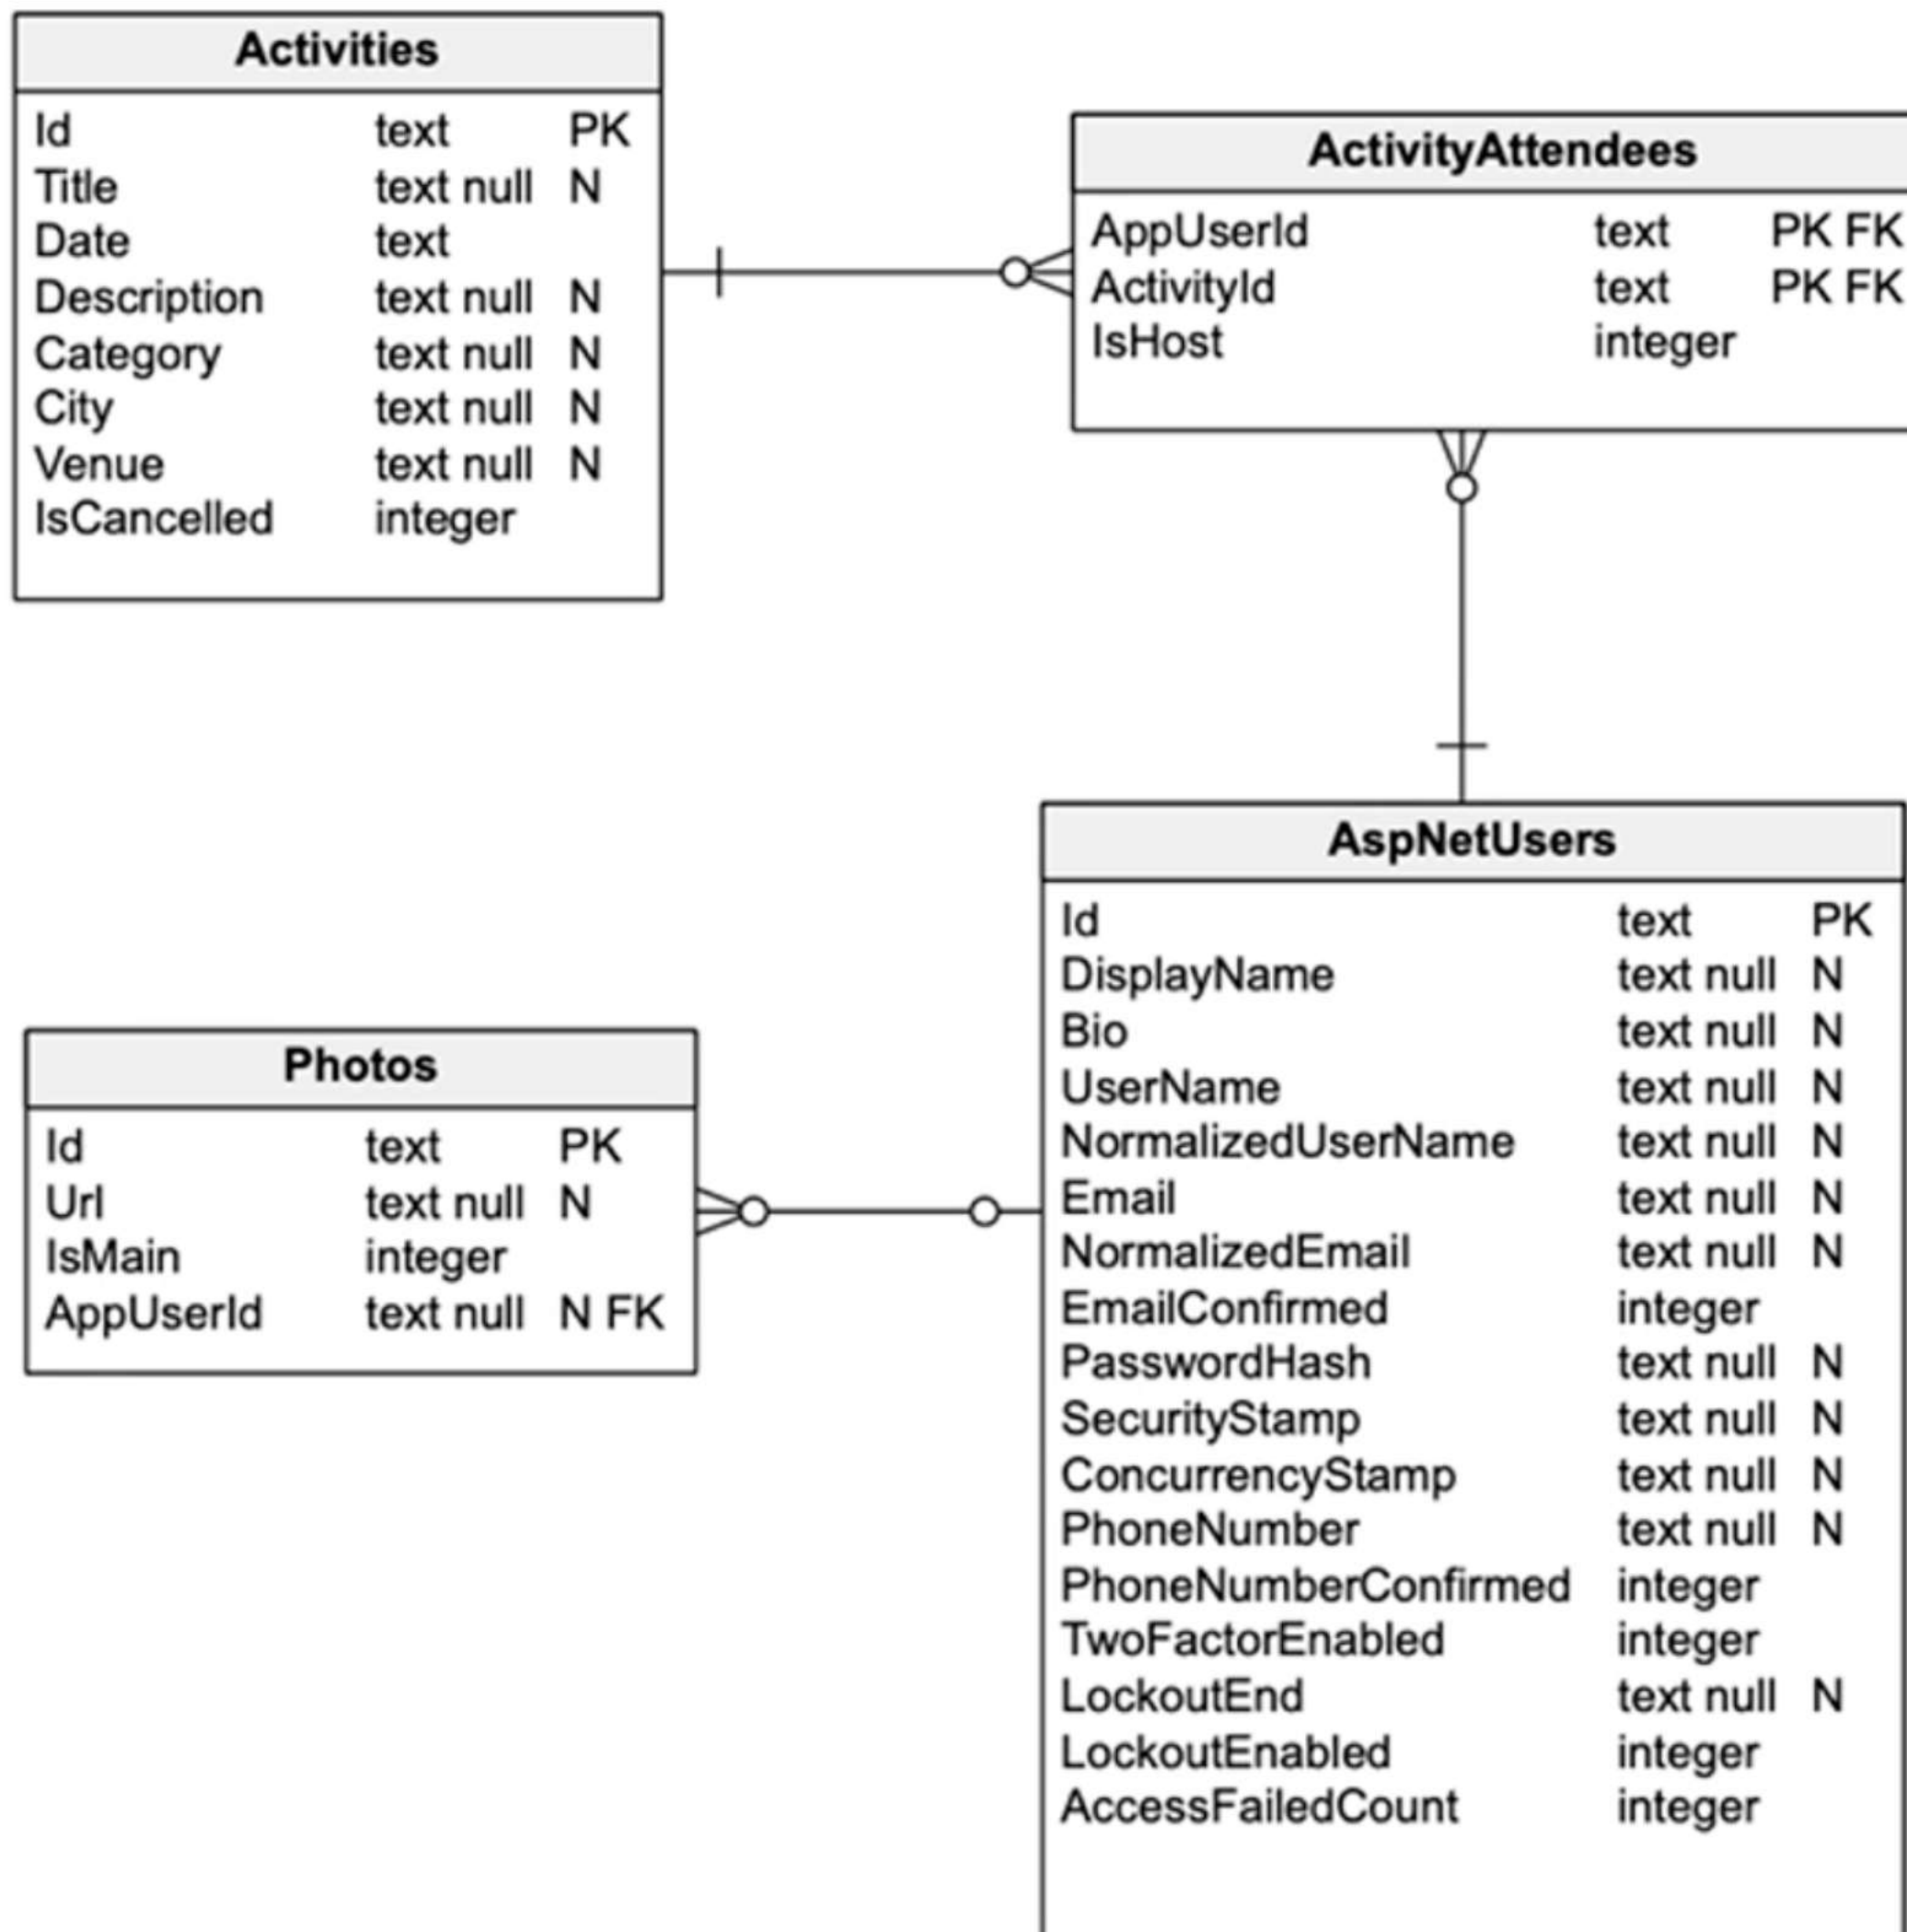 Activities
Id text PK
Title text null N
Date text
Description text null N
Category text null N
City text null N
Venue text null N
IsCancelled integer
ActivityAttendees
AppUserId text PK FK
ActivityId text PK FK
IsHost integer
AspNetUsers
Id text PK
DisplayName text null N
Bio text null N
UserName text null N
NormalizedUserName text null N
Email text null N
NormalizedEmail text null N
EmailConfirmed integer
PasswordHash text null N
SecurityStamp text null N
ConcurrencyStamp text null N
PhoneNumber text null N
PhoneNumberConfirmed integer
TwoFactorEnabled integer
LockoutEnd text null N
LockoutEnabled integer
AccessFailedCount integer
Photos
Id text PK
Url text null N
IsMain integer
AppUserId text null N FK